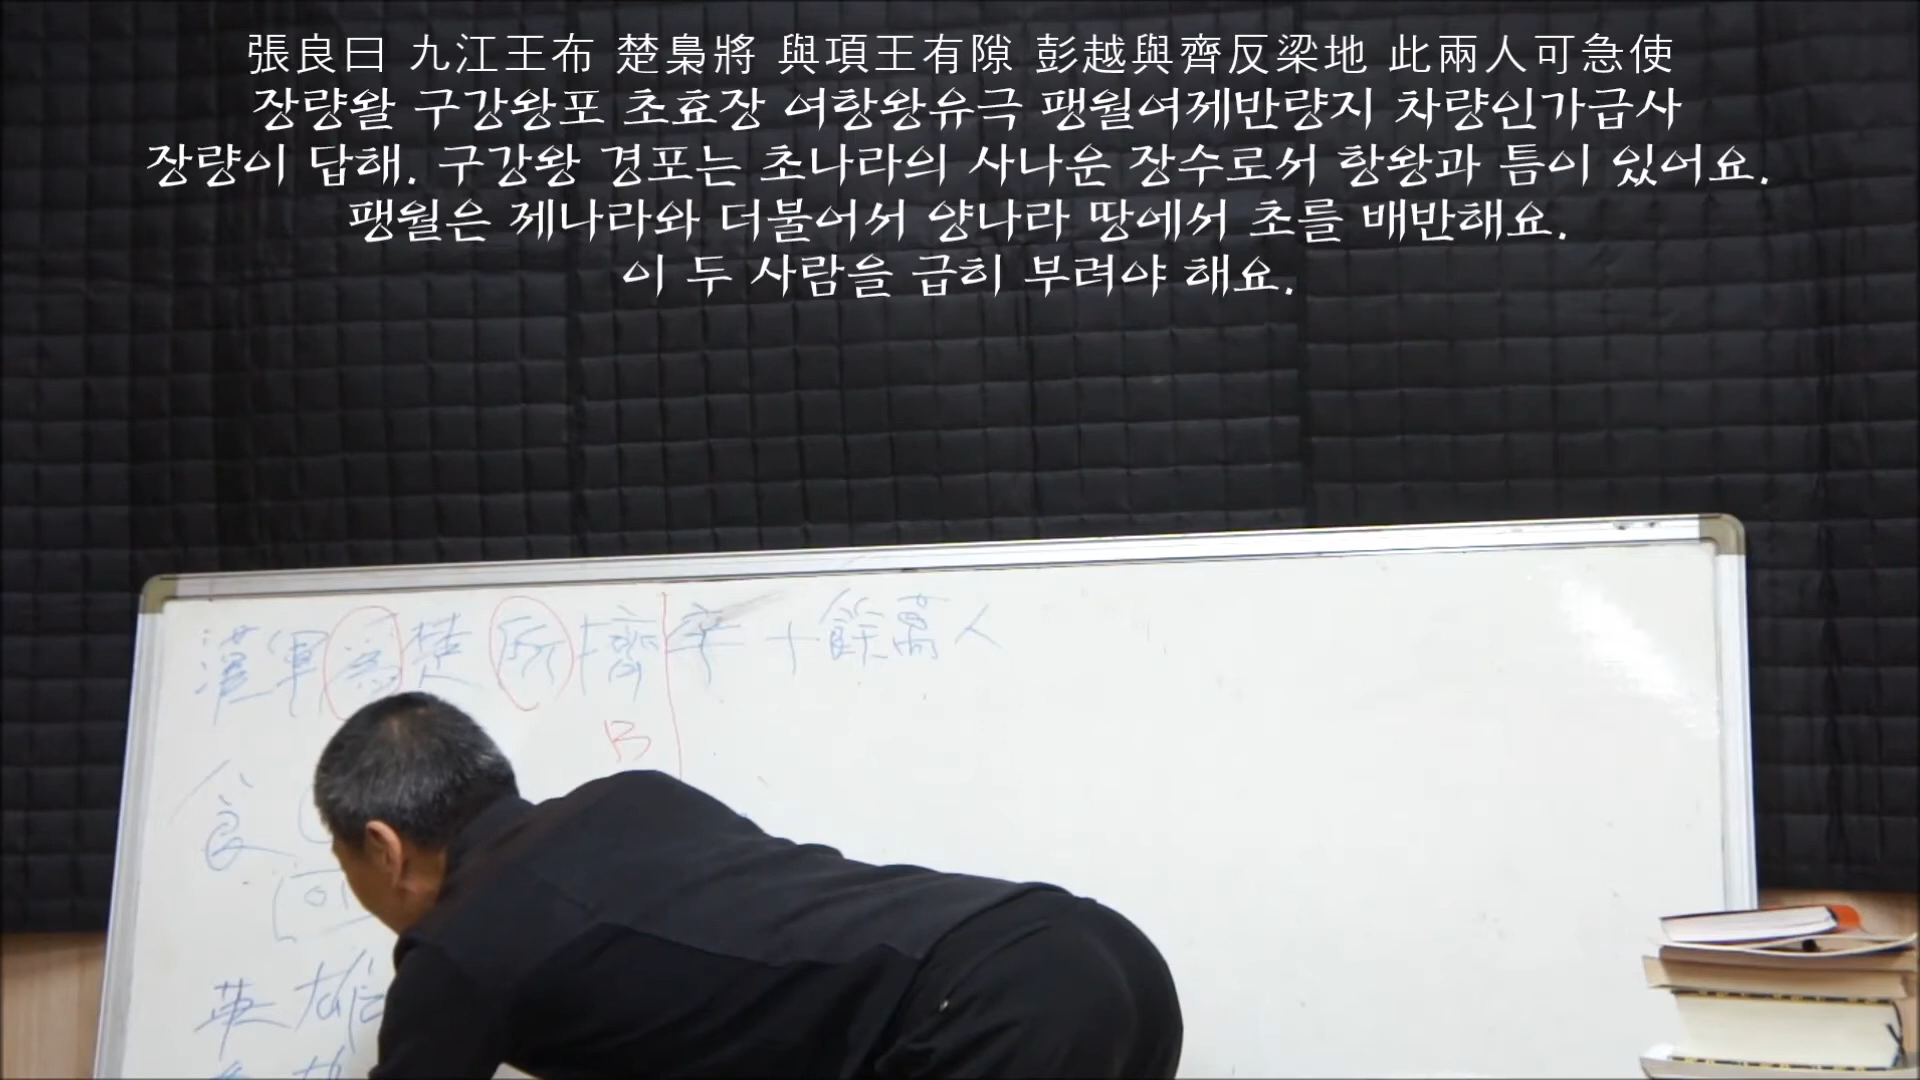 張良曰 九江王布 楚梟將 與項王有隙 彭越與齊反梁地 此兩人可急使
장량왈 구강왕포 초효장 여항왕유극 팽월여제반량지 차량인가급사
장량이 답해. 구강왕 경포는 초나라의 사나운 장수로서 항왕과 틈이 있어요.
팽월은 제나라와 더불어서 양나라 땅에서 초를 배반해요.
이 두 사람을 급히 부려야 해요.
漢軍為楚所擠卒十餘萬人
B
食
英雄